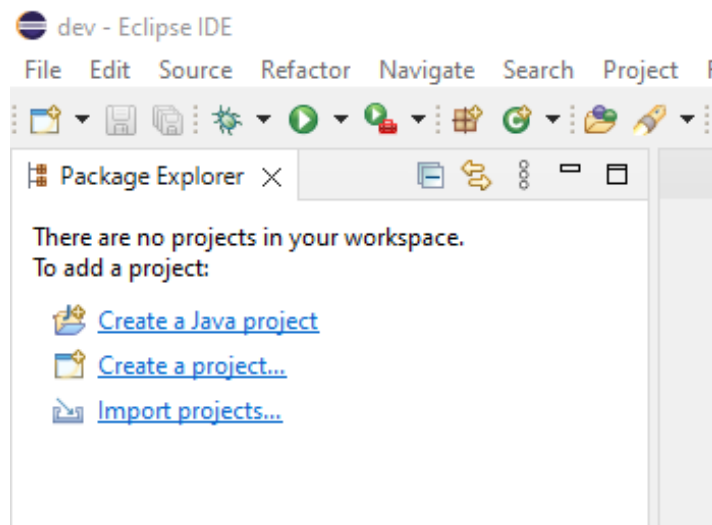 dev - Eclipse IDE
File Edit Source Refactor Navigate Search Project
Package Explorer
There are no projects in your workspace.
To add a project:
Create a Java project
Create a project...
Import projects...